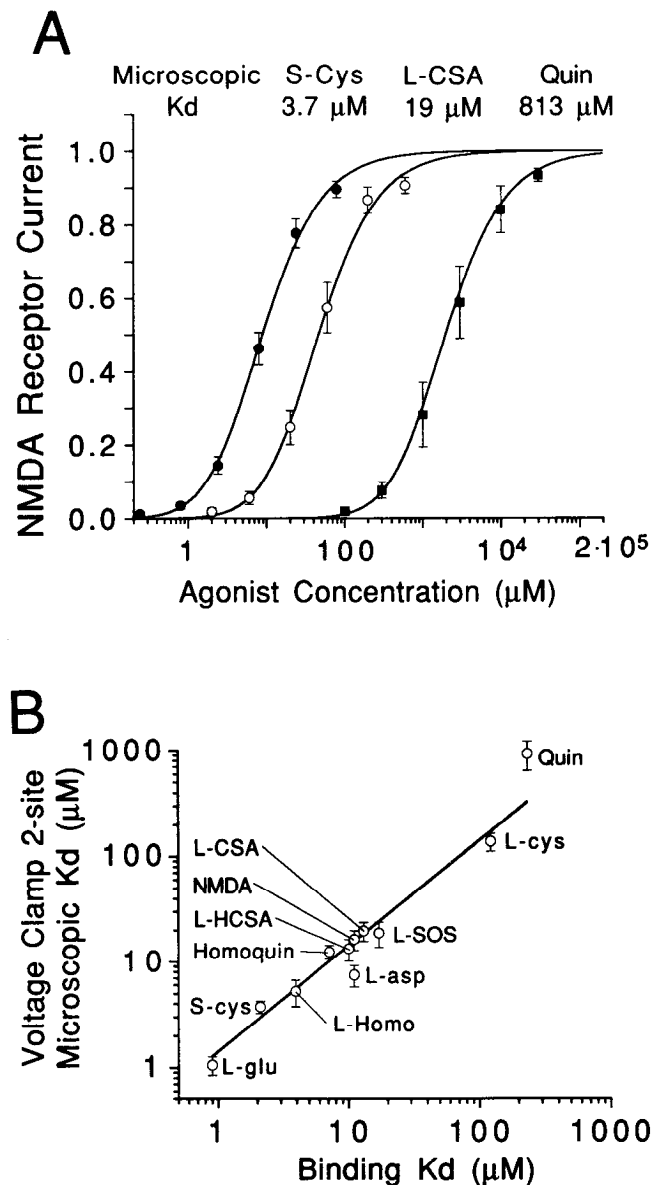 A
Microscopic Kd
S-Cys 3.7 μM
L-CSA 19 μM
Quin 813 μM
NMDA Receptor Current
1.0
0.8
0.6
0.4
0.2
0.0
1
100
10⁴
2·10⁵
Agonist Concentration (μM)
B
Voltage Clamp 2-site
Microscopic Kd (μM)
1000
100
10
1
Quin
L-CSA
L-cys
NMDA
L-HCSA
L-SOS
Homoquin
L-asp
S-cys
L-Homo
L-glu
1
10
100
1000
Binding Kd (μM)